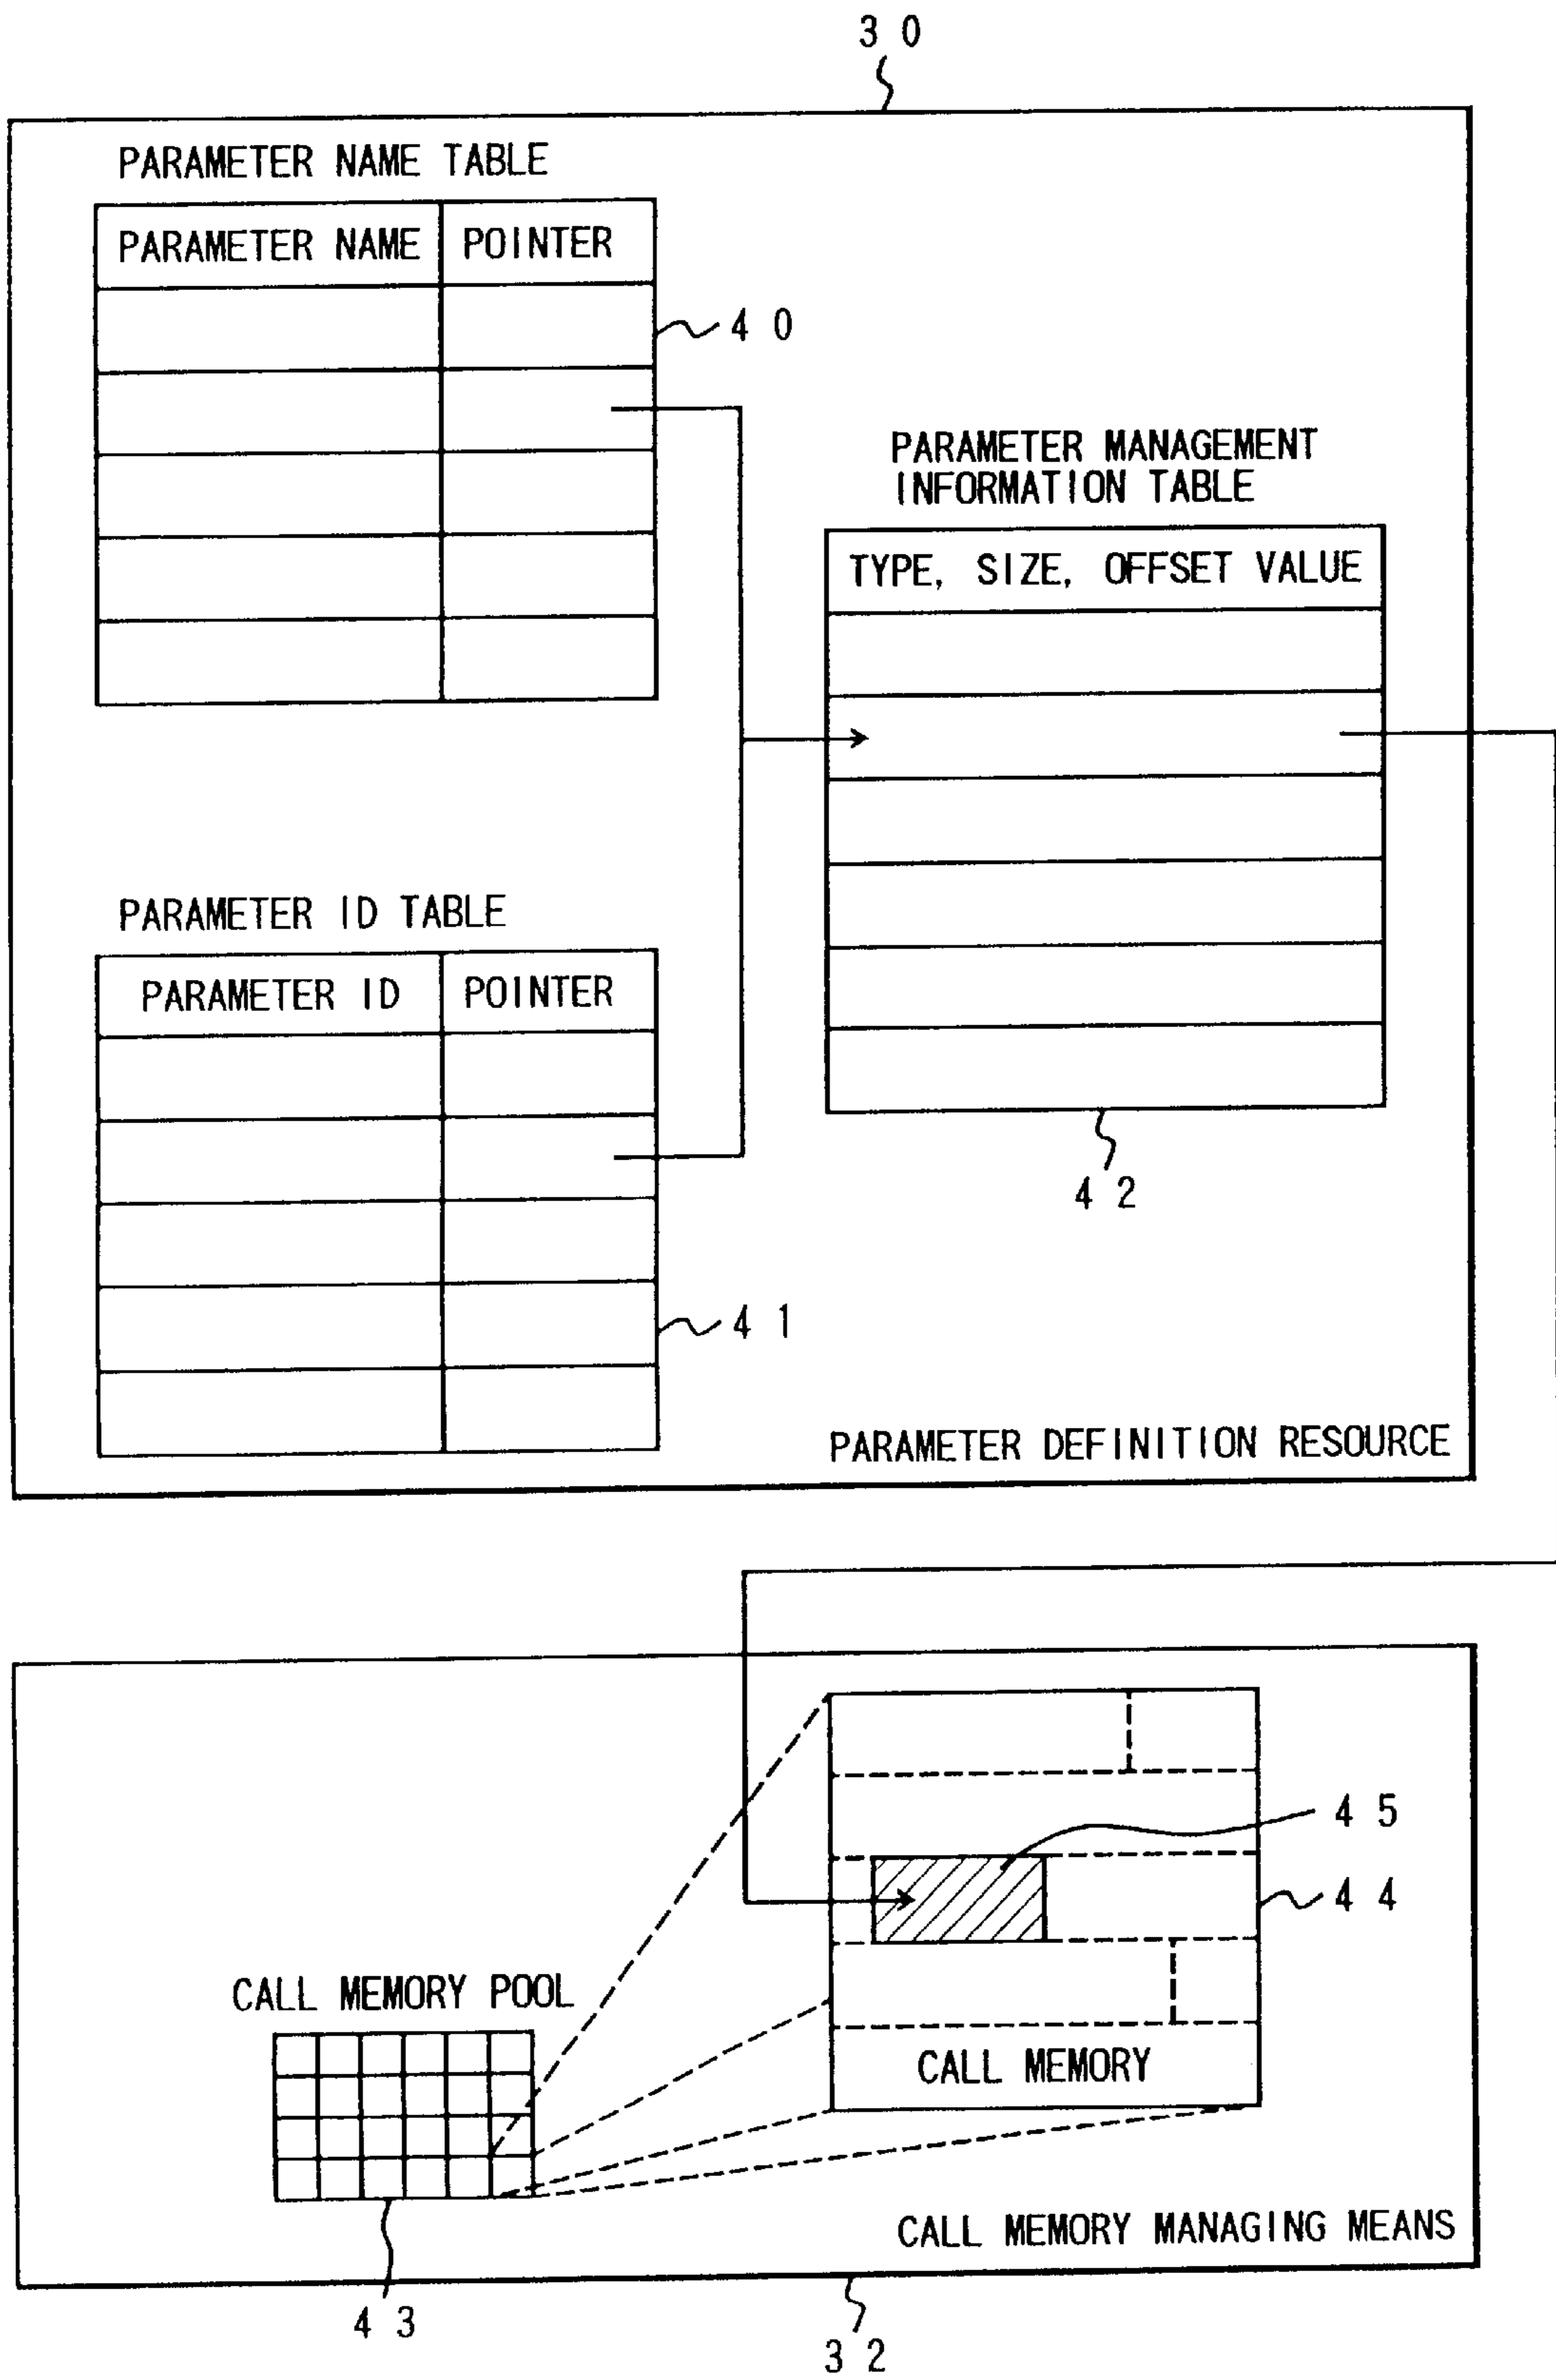 30
PARAMETER NAME TABLE
PARAMETER NAME POINTER
40
PARAMETER MANAGEMENT
INFORMATION TABLE
TYPE, SIZE, OFFSET VALUE
PARAMETER ID TABLE
PARAMETER ID POINTER
42
41
PARAMETER DEFINITION RESOURCE
45
44
CALL MEMORY POOL
CALL MEMORY
CALL MEMORY MANAGING MEANS
43
32